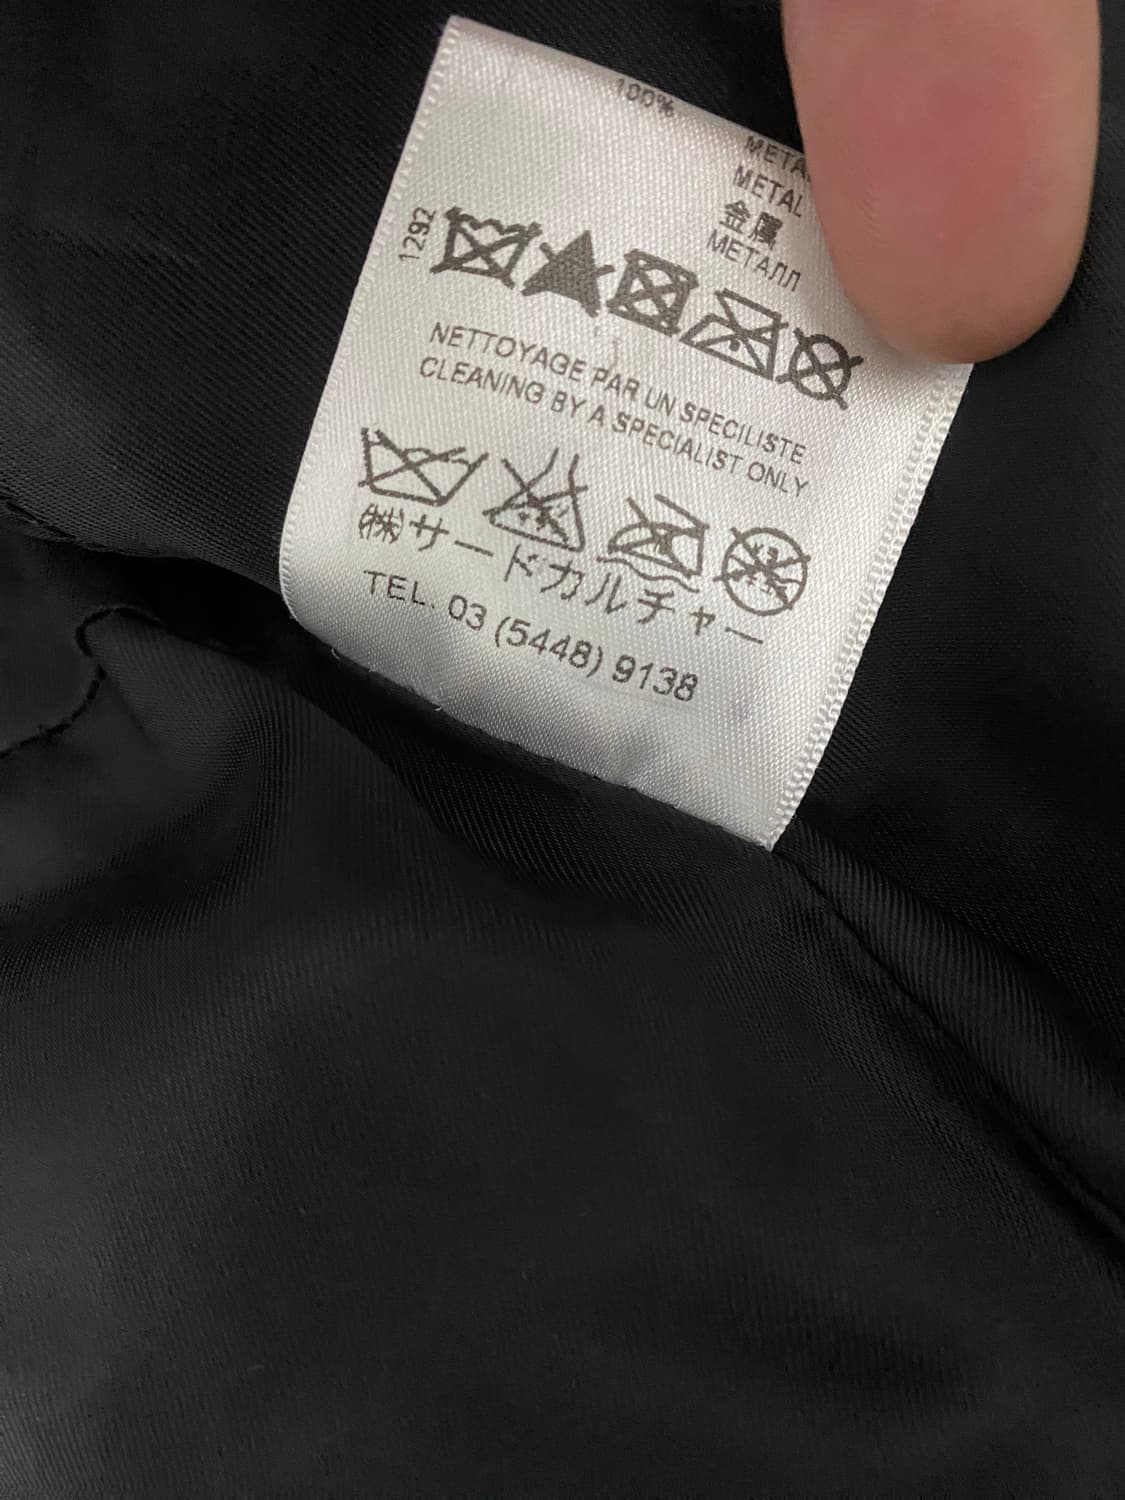 100%
METAL
金属
МЕТАЛЛ
1292
NETTOYAGE PAR UN SPECILISTE
CLEANING BY A SPECIALIST ONLY
(株)サードカルチャー
TEL. 03 (5448) 9138